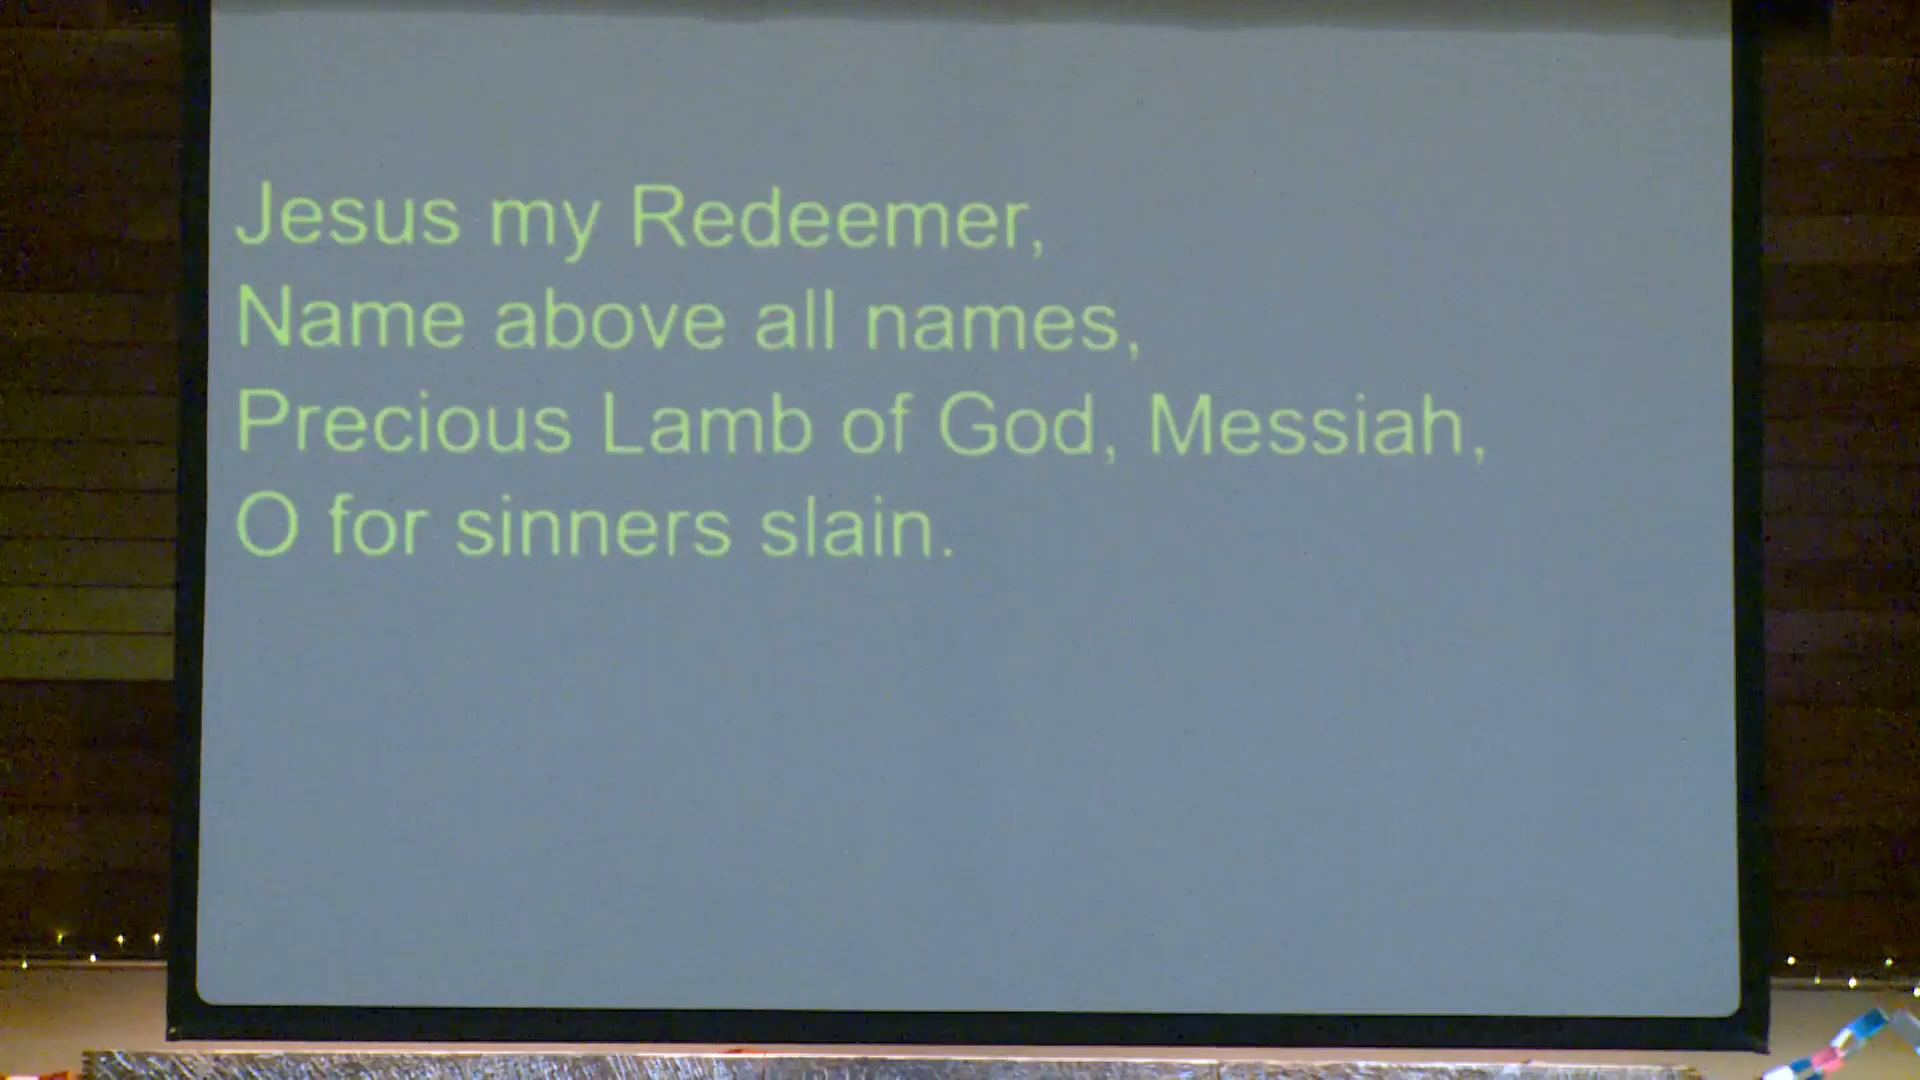 Jesus my Redeemer,
Name above all names,
Precious Lamb of God, Messiah,
O for sinners slain.